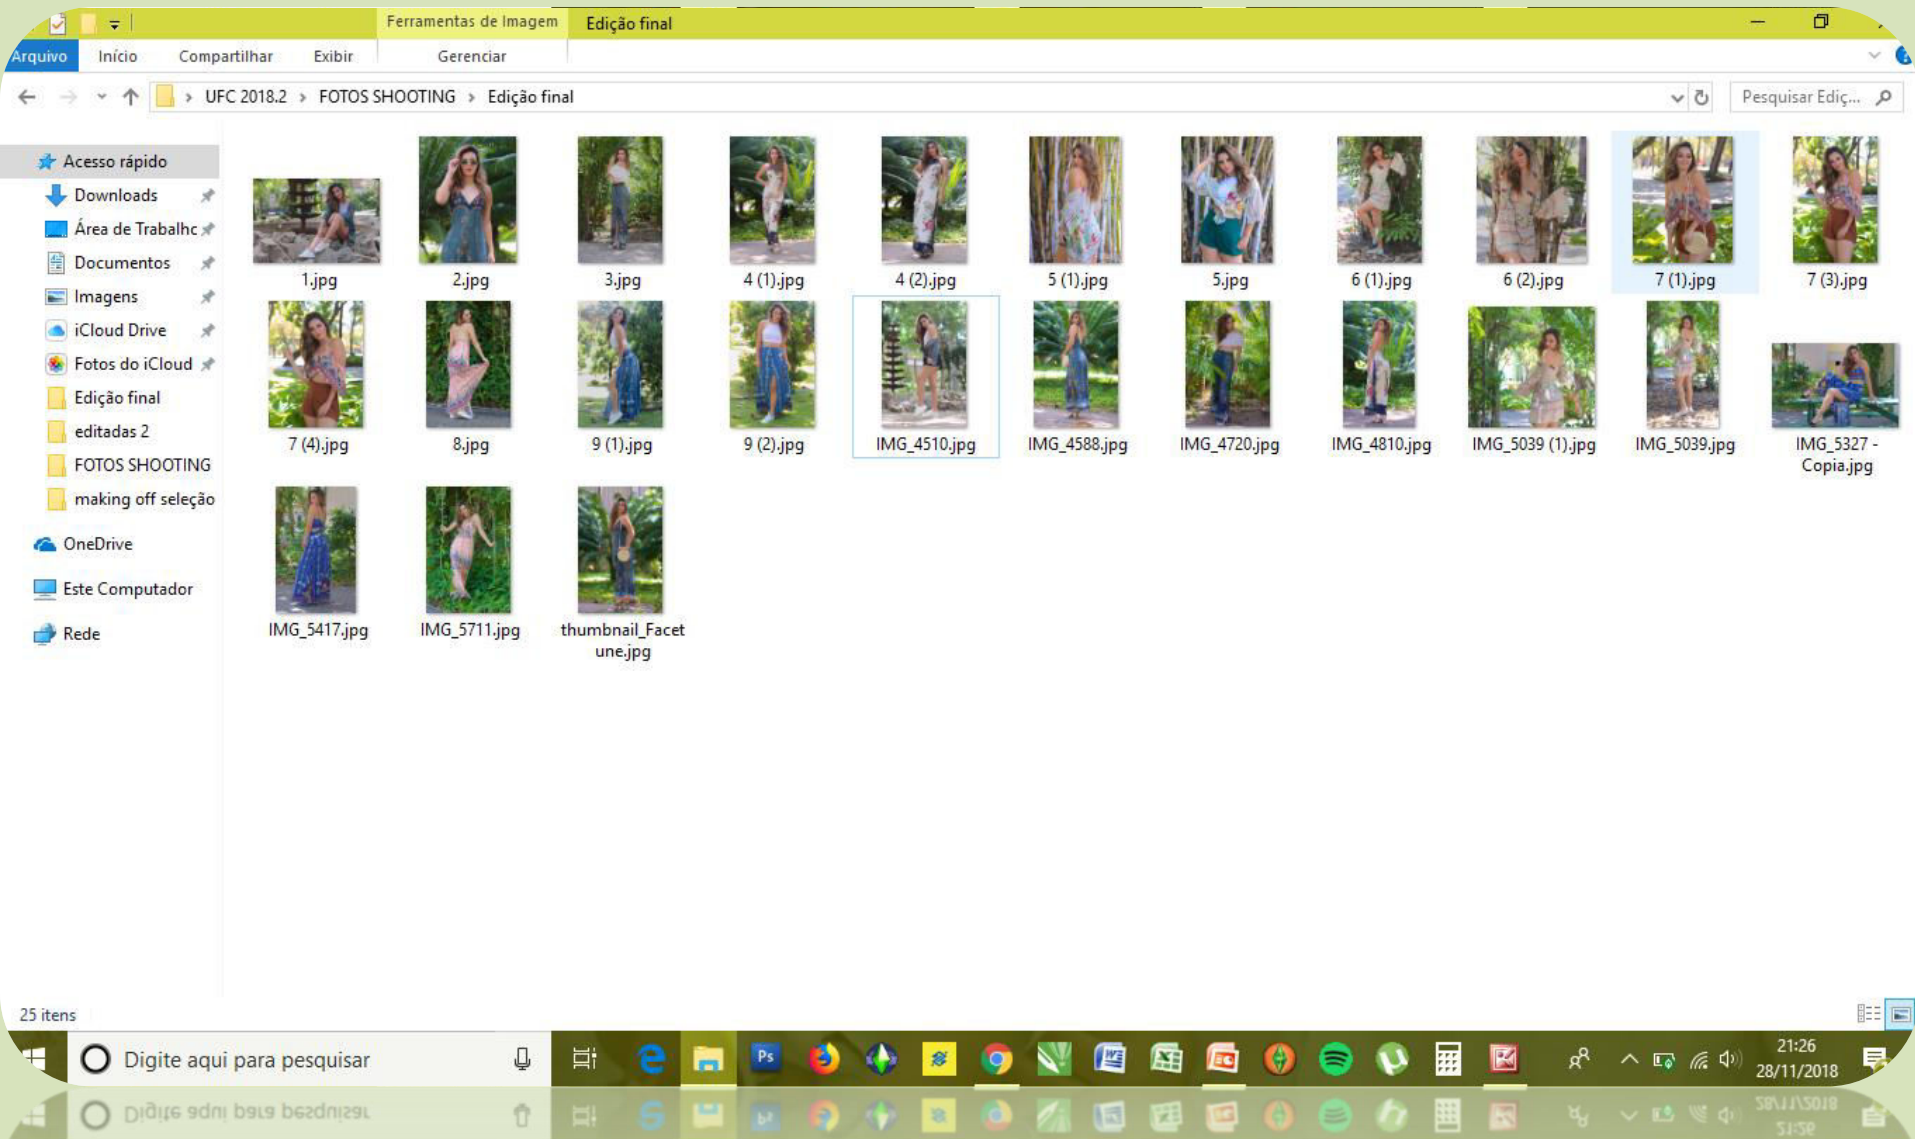 Ferramentas de Imagem
Edição final
Arquivo
Início
Compartilhar
Exibir
Gerenciar
UFC 2018.2 > FOTOS SHOOTING > Edição final
Pesquisar Ediç...
Acesso rápido
Downloads
Área de Trabalhc
Documentos
Imagens
iCloud Drive
Fotos do iCloud
Edição final
editadas 2
FOTOS SHOOTING
making off seleção
OneDrive
Este Computador
Rede
1.jpg
2.jpg
3.jpg
4 (1).jpg
4 (2).jpg
5 (1).jpg
5.jpg
6 (1).jpg
6 (2).jpg
7 (1).jpg
7 (3).jpg
7 (4).jpg
8.jpg
9 (1).jpg
9 (2).jpg
IMG_4510.jpg
IMG_4588.jpg
IMG_4720.jpg
IMG_4810.jpg
IMG_5039 (1).jpg
IMG_5039.jpg
IMG_5327 -
Copia.jpg
IMG_5417.jpg
IMG_5711.jpg
thumbnail_Facet
une.jpg
25 itens
Digite aqui para pesquisar
Ps
21:26
28/11/2018